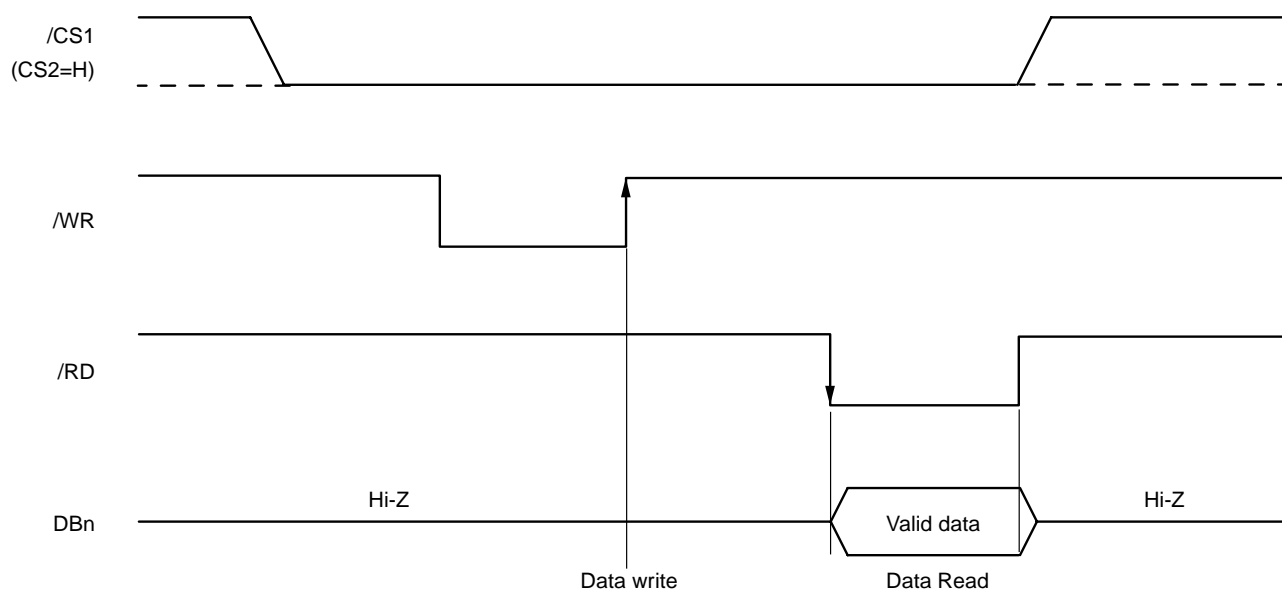 /CS1
(CS2=H)
/WR
/RD
DBn
Hi-Z
Valid data
Hi-Z
Data write
Data Read